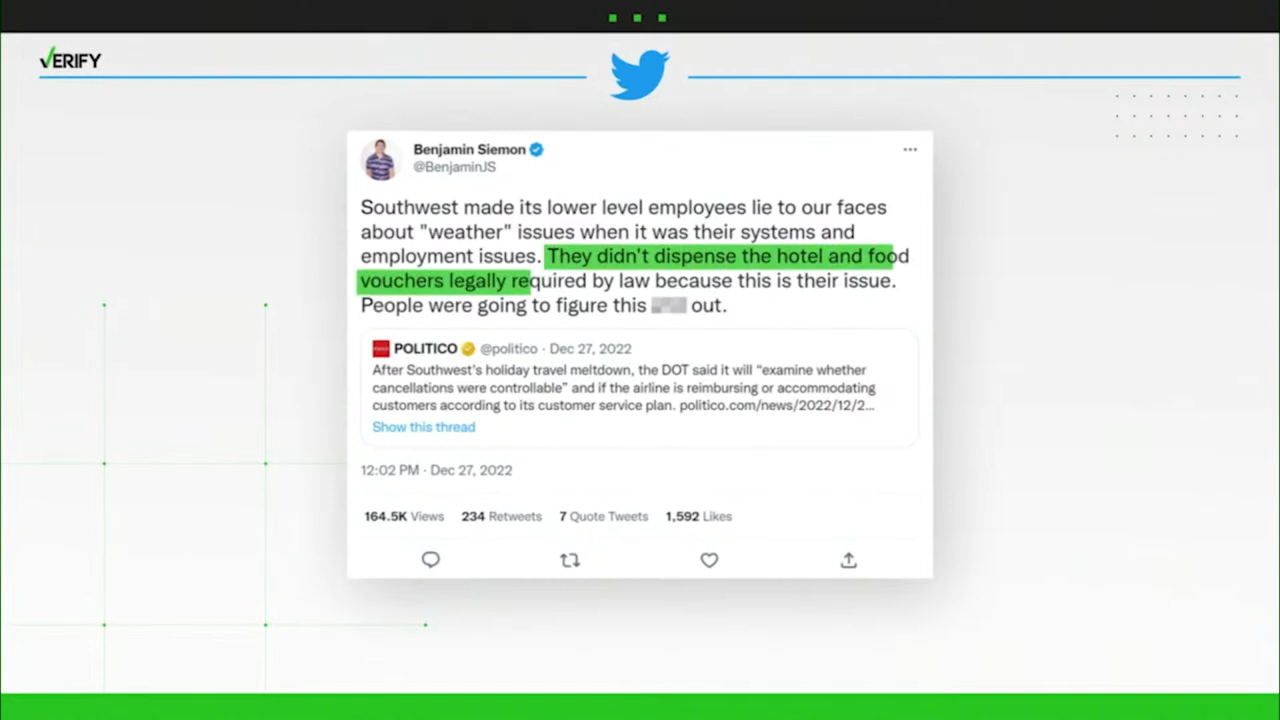 VERIFY
Benjamin Siemon
@BenjaminJS
Southwest made its lower level employees lie to our faces
about "weather" issues when it was their systems and
employment issues. They didn't dispense the hotel and food
vouchers legally required by law because this is their issue.
People were going to figure this out.
POLITICO @politico · Dec 27, 2022
After Southwest's holiday travel meltdown, the DOT said it will “examine whether
cancellations were controllable” and if the airline is reimbursing or accommodating
customers according to its customer service plan. politico.com/news/2022/12/2...
Show this thread
12:02 PM · Dec 27, 2022
164.5K Views 234 Retweets 7 Quote Tweets 1,592 Likes